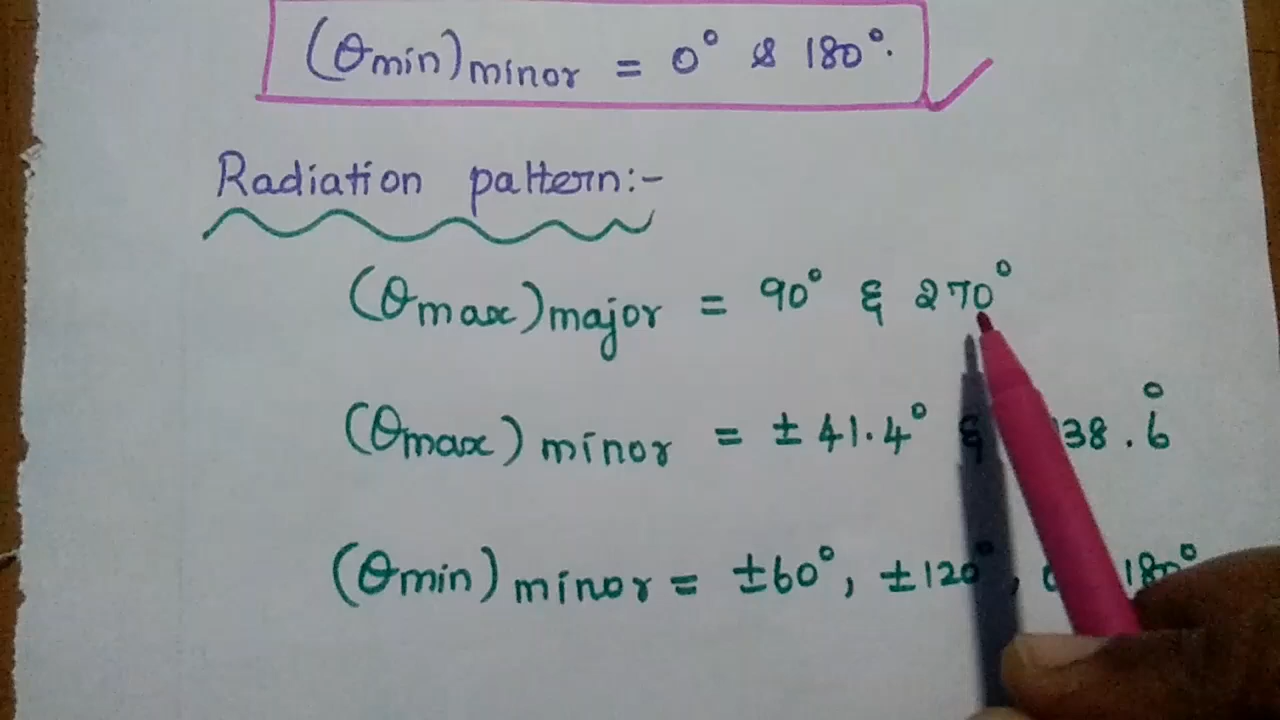 (θmin)minor = 0° & 180°.
Radiation pattern:-
(θmax)major = 90° & 270°
(θmax)minor = ±41.4° & 38.6°
(θmin)minor = ±60°, ±120°, 180°